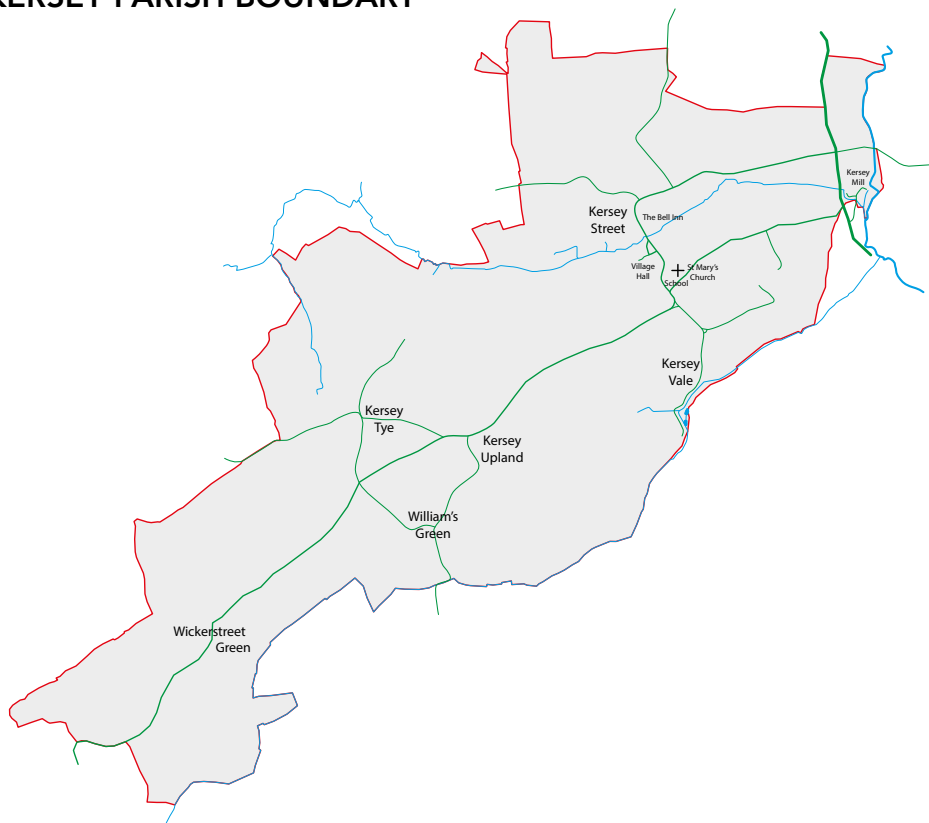 KERSEY PARISH BOUNDARY
Kersey
Mill
Kersey
Street
The Bell Inn
Village
Hall
St Mary's
Church
School
Kersey
Vale
Kersey
Tye
Kersey
Upland
William's
Green
Wickerstreet
Green